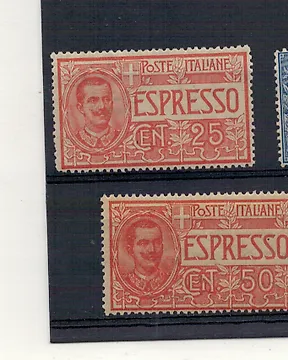 POSTE ITALIANE
ESPRESSO
CENT. 25
POSTE ITALIANE
ESPRESSO
CENT 50